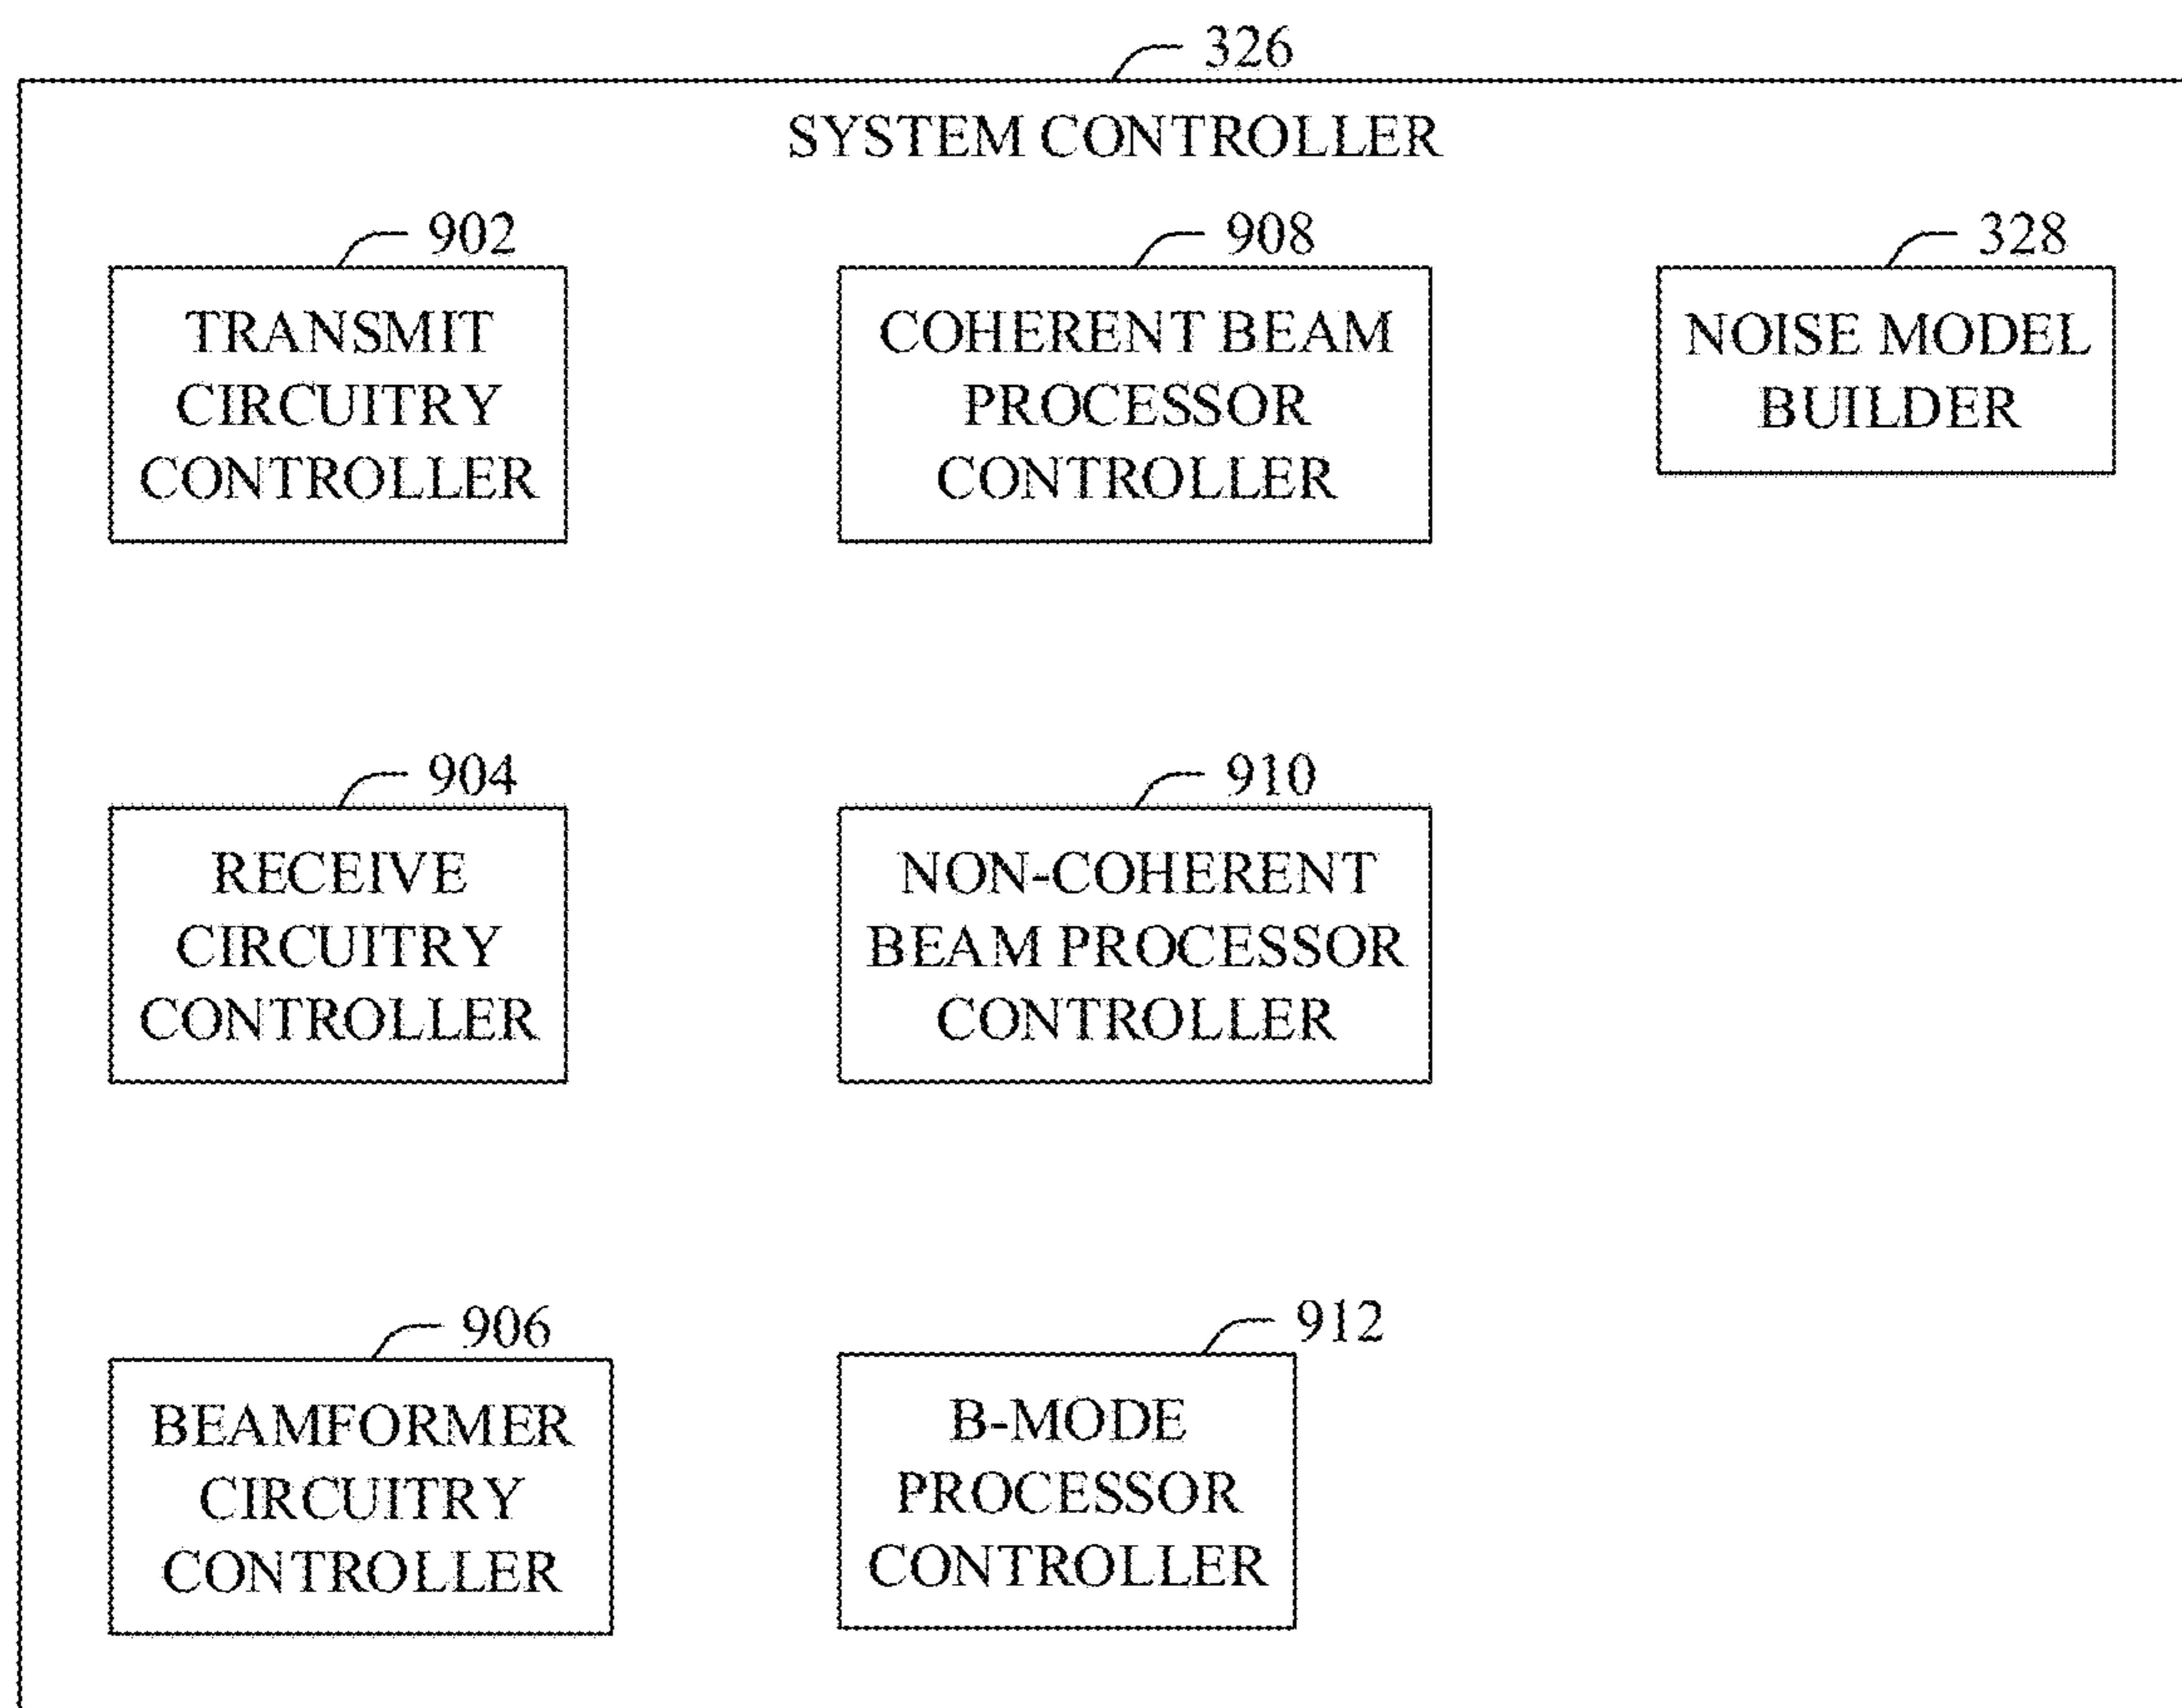 326
SYSTEM CONTROLLER
902
TRANSMIT
CIRCUITRY
CONTROLLER
908
COHERENT BEAM
PROCESSOR
CONTROLLER
328
NOISE MODEL
BUILDER
904
RECEIVE
CIRCUITRY
CONTROLLER
910
NON-COHERENT
BEAM PROCESSOR
CONTROLLER
906
BEAMFORMER
CIRCUITRY
CONTROLLER
912
B-MODE
PROCESSOR
CONTROLLER